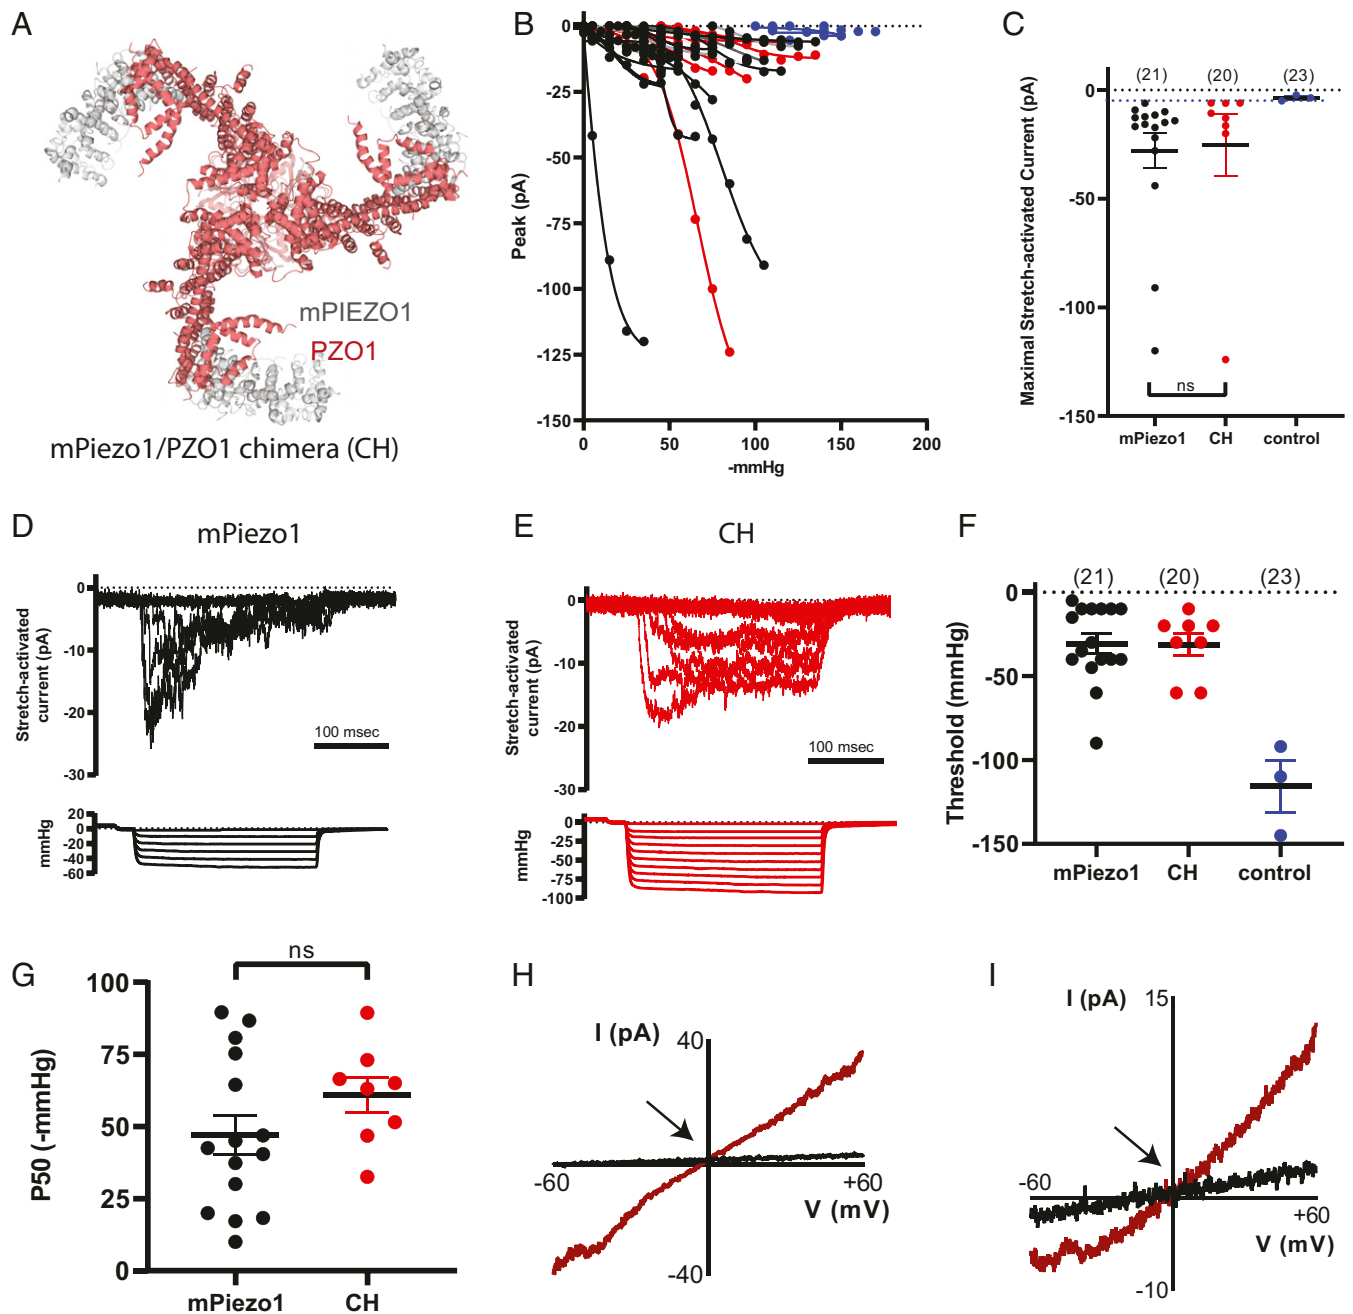 A
mPIEZO1
PZO1
mPiezo1/PZO1 chimera (CH)
B
Peak (pA)
0
-25
-50
-75
-100
-125
-150
0
50
100
150
200
-mmHg
C
Maximal Stretch-activated Current (pA)
(21)
(20)
(23)
0
-50
-100
-150
ns
mPiezo1
CH
control
D
mPiezo1
Stretch-activated
current (pA)
0
-10
-20
-30
100 msec
mmHg
20
0
-20
-40
-60
E
CH
Stretch-activated
current (pA)
0
-10
-20
-30
100 msec
mmHg
0
-25
-50
-75
-100
F
Threshold (mmHg)
(21)
(20)
(23)
0
-50
-100
-150
mPiezo1
CH
control
G
ns
P50 (-mmHg)
100
75
50
25
0
mPiezo1
CH
H
I (pA)
40
-60
+60
V (mV)
-40
I
I (pA)
15
-60
+60
V (mV)
-10